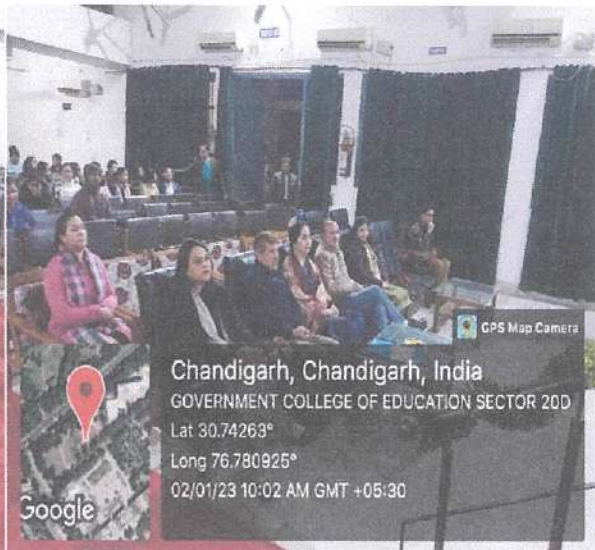 GPS Map Camera
Chandigarh, Chandigarh, India
GOVERNMENT COLLEGE OF EDUCATION SECTOR 20D
Lat 30.74263°
Long 76.780925°
02/01/23 10:02 AM GMT +05:30
Google